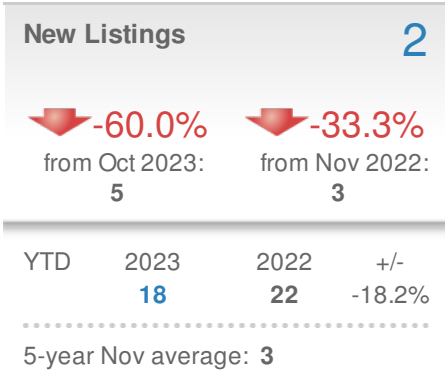 New Listings 2
-60.0% -33.3%
from Oct 2023: from Nov 2022:
5 3
YTD 2023 2022 +/-
18 22 -18.2%
5-year Nov average: 3